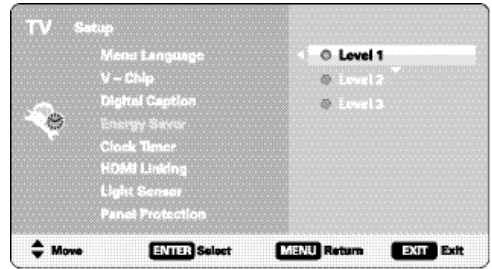 TV Setup
Menu Language
V – Chip
Digital Caption
Energy Saver
Clock Timer
HDMI Linking
Light Sensor
Panel Protection
Level 1
Level 2
Level 3
Move ENTER Select MENU Return EXIT Exit